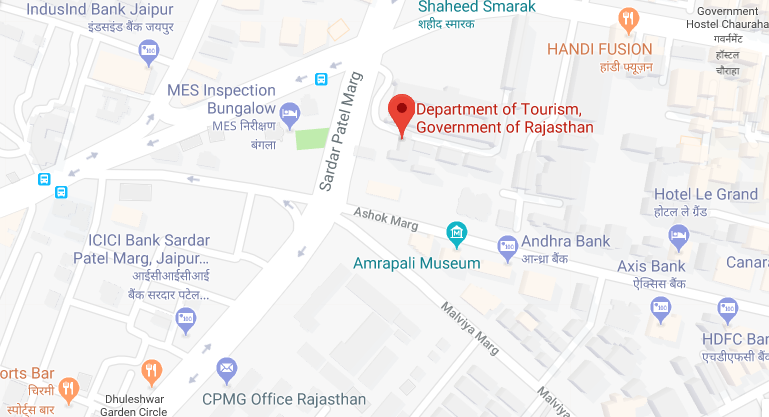 IndusInd Bank Jaipur
इंडसइंड बैंक जयपुर
Shaheed Smarak
शहीद स्मारक
Government
Hostel Chauraha
गवर्नमेंट
हॉस्टल
चौराहा
HANDI FUSION
हांडी फ्यूज़न
MES Inspection
Bungalow
MES निरीक्षण
बंगला
Sardar Patel Marg
Department of Tourism,
Government of Rajasthan
Hotel Le Grand
होटल ले ग्रैंड
Ashok Marg
ICICI Bank Sardar
Patel Marg, Jaipur...
आईसीआईसीआई
बैंक सरदार पटेल...
Amrapali Museum
Andhra Bank
आन्ध्रा बैंक
Axis Bank
ऐक्सिस बैंक
Canara
Malviya Marg
HDFC Bank
एचडीएफसी बैंक
orts Bar
चिरमी
स्पोर्ट्स बार
Dhuleshwar
Garden Circle
CPMG Office Rajasthan
Malviya